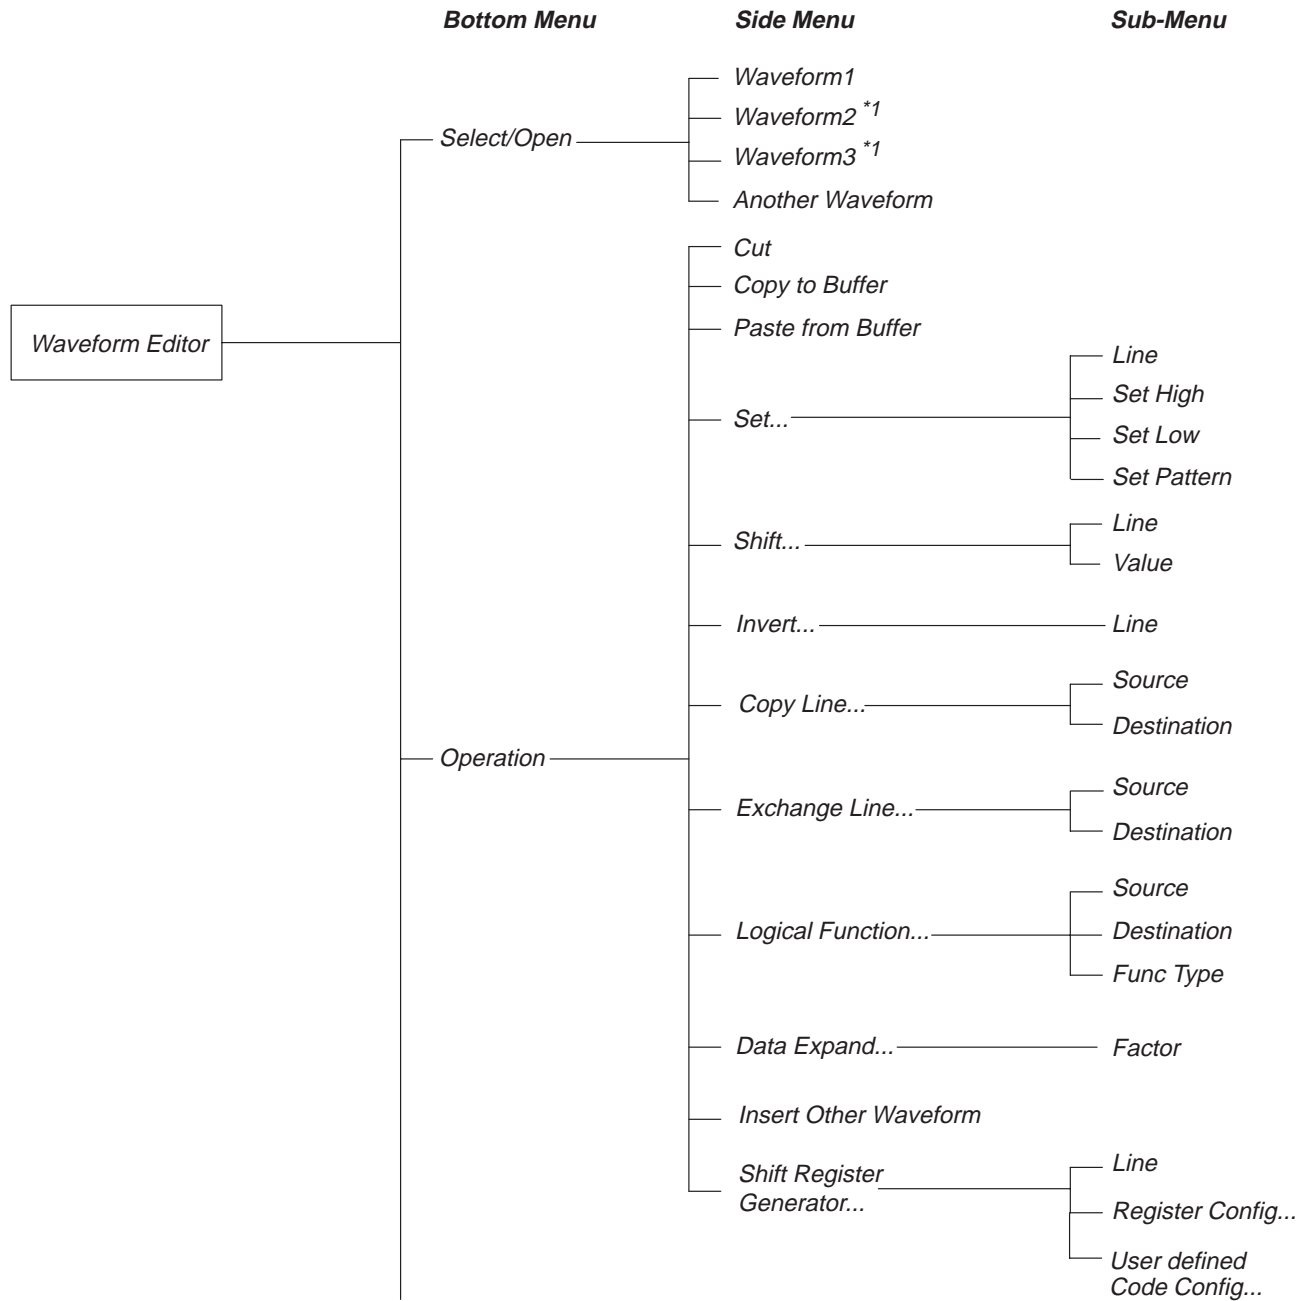 Bottom Menu Side Menu Sub-Menu
Waveform1
Waveform2 *1
Select/Open
Waveform3 *1
Another Waveform
Cut
Copy to Buffer
Paste from Buffer
Waveform Editor
Line
Set High
Set...
Set Low
Set Pattern
Line
Shift...
Value
Invert... Line
Source
Copy Line...
Destination
Operation
Source
Exchange Line...
Destination
Source
Logical Function... Destination
Func Type
Data Expand... Factor
Insert Other Waveform
Line
Shift Register
Generator...
Register Config...
User defined
Code Config...